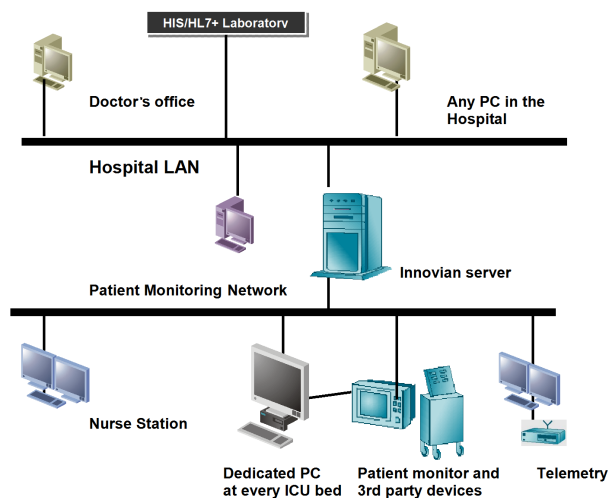 HIS/HL7+ Laboratory
Doctor's office
Any PC in the
Hospital
Hospital LAN
Innovian server
Patient Monitoring Network
Nurse Station
Dedicated PC
at every ICU bed
Patient monitor and
3rd party devices
Telemetry